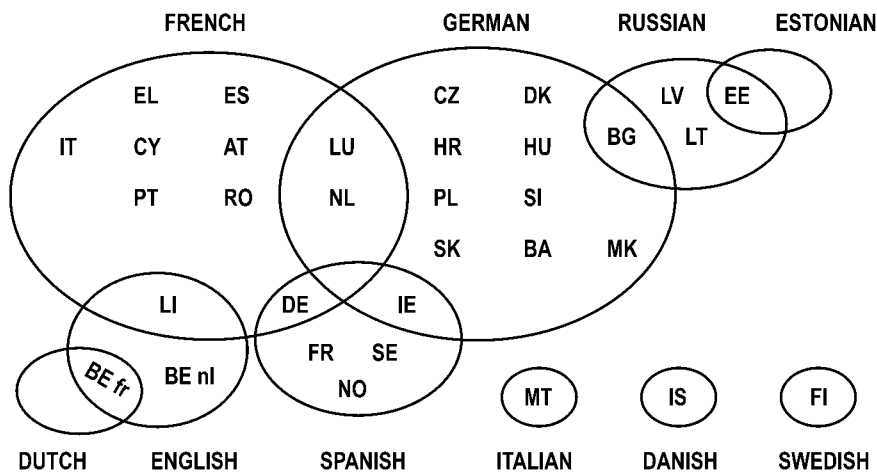 FRENCH GERMAN RUSSIAN ESTONIAN
EL ES CZ DK LV EE
IT CY AT LU HR HU BG LT
PT RO NL PL SI
SK BA MK
LI DE IE
FR SE
BE fr BE nl NO MT IS FI
DUTCH ENGLISH SPANISH ITALIAN DANISH SWEDISH